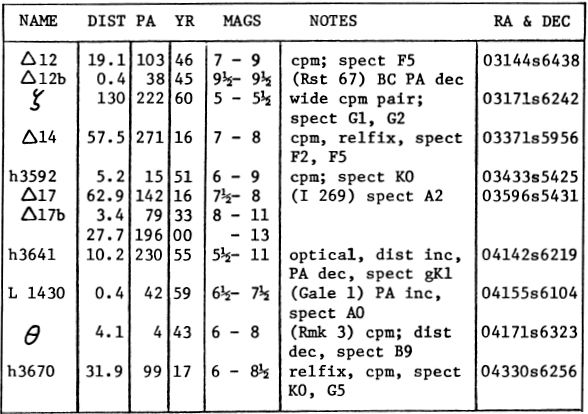 NAME DIST PA YR MAGS NOTES RA & DEC
△12 19.1 103 46 7 - 9 cpm; spect F5 03144s6438
△12b 0.4 38 45 9½- 9½ (Rst 67) BC PA dec
ζ 130 222 60 5 - 5½ wide cpm pair; 03171s6242
spect G1, G2
△14 57.5 271 16 7 - 8 cpm, relfix, spect 03371s5956
F2, F5
h3592 5.2 15 51 6 - 9 cpm; spect K0 03433s5425
△17 62.9 142 16 7½- 8 (I 269) spect A2 03596s5431
△17b 3.4 79 33 8 - 11
27.7 196 00 - 13
h3641 10.2 230 55 5½- 11 optical, dist inc, 04142s6219
PA dec, spect gK1
L 1430 0.4 42 59 6½- 7½ (Gale 1) PA inc, 04155s6104
spect A0
θ 4.1 4 43 6 - 8 (Rmk 3) cpm; dist 04171s6323
dec, spect B9
h3670 31.9 99 17 6 - 8½ relfix, cpm, spect 04330s6256
K0, G5